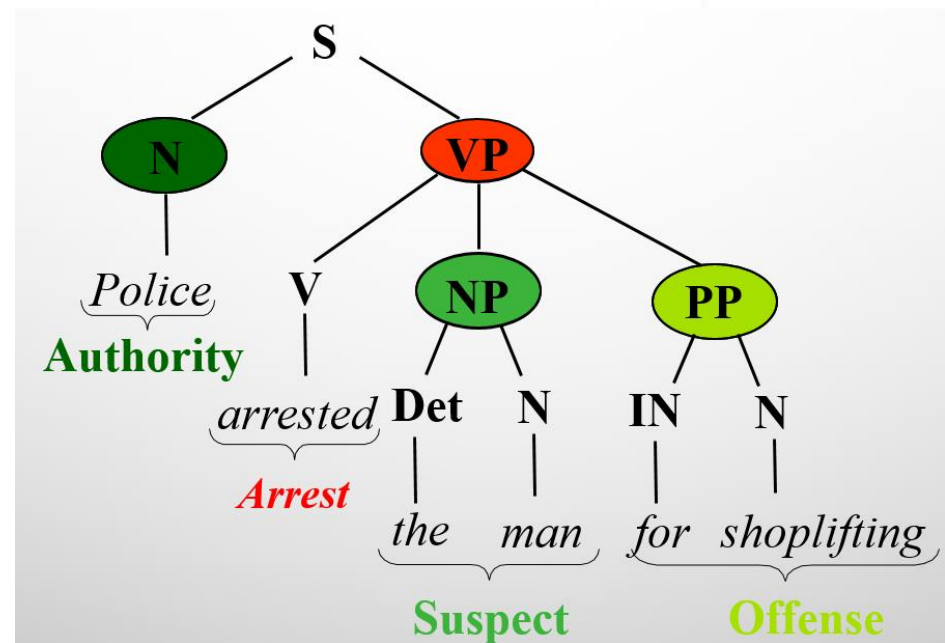 S
N VP
Police V NP PP
Authority
arrested Det N IN N
Arrest
the man for shoplifting
Suspect Offense